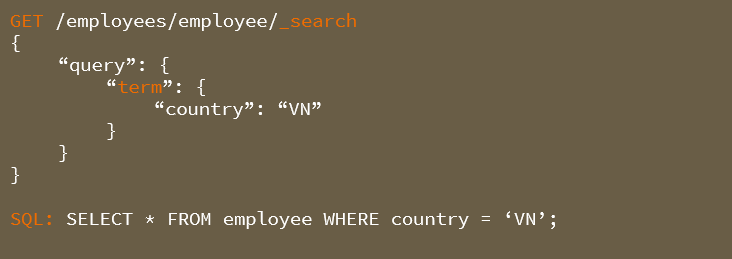 GET /employees/employee/_search
{
“query”: {
“term”: {
“country”: “VN”
}
}
}
SQL: SELECT * FROM employee WHERE country = ‘VN’;